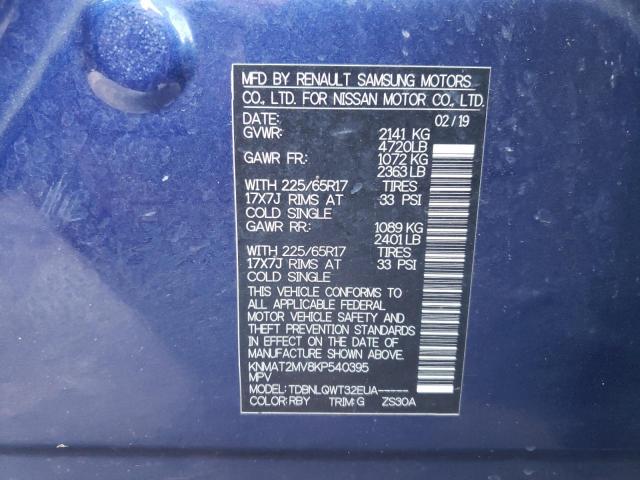 MFD BY RENAULT SAMSUNG MOTORS
CO., LTD. FOR NISSAN MOTOR CO., LTD.
DATE: 02/19
GVWR: 2141 KG
4720LB
GAWR FR: 1072 KG
2363LB
WITH 225/65R17 TIRES
17X7J RIMS AT 33 PSI
COLD SINGLE
GAWR RR: 1089 KG
2401LB
WITH 225/65R17 TIRES
17X7J RIMS AT 33 PSI
COLD SINGLE
THIS VEHICLE CONFORMS TO
ALL APPLICABLE FEDERAL
MOTOR VEHICLE SAFETY AND
THEFT PREVENTION STANDARDS
IN EFFECT ON THE DATE OF
MANUFACTURE SHOWN ABOVE.
KNMAT2MV8KP540395
MPV
MODEL: TDBNLQWT32EUA-----
COLOR: RBY TRIM: G ZS30A